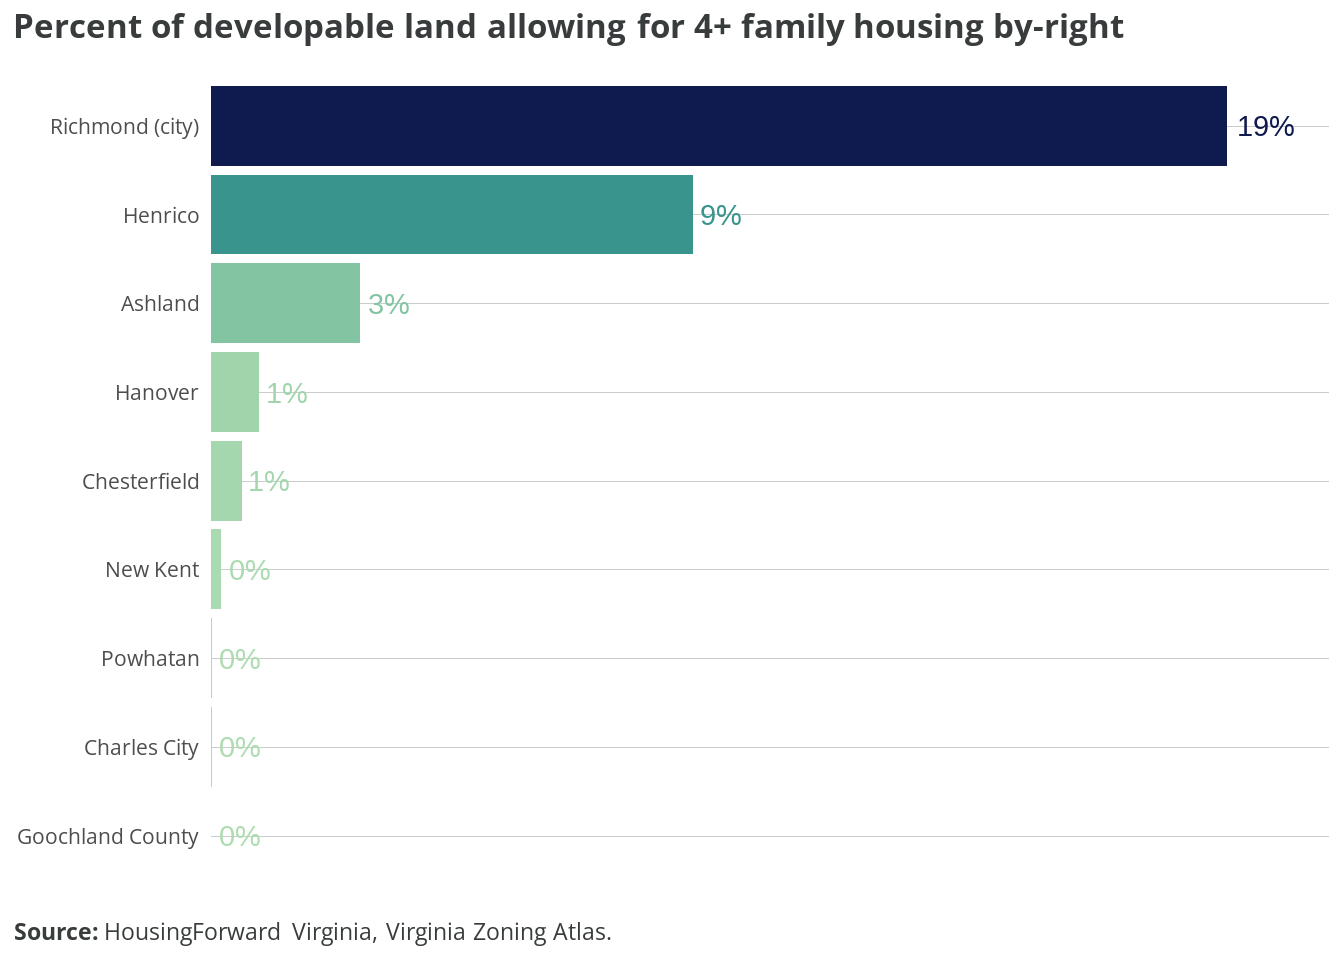 Percent of developable land allowing for 4+ family housing by-right
Richmond (city) 19%
Henrico 9%
Ashland 3%
Hanover 1%
Chesterfield 1%
New Kent 0%
Powhatan 0%
Charles City 0%
Goochland County 0%
Source: HousingForward Virginia, Virginia Zoning Atlas.